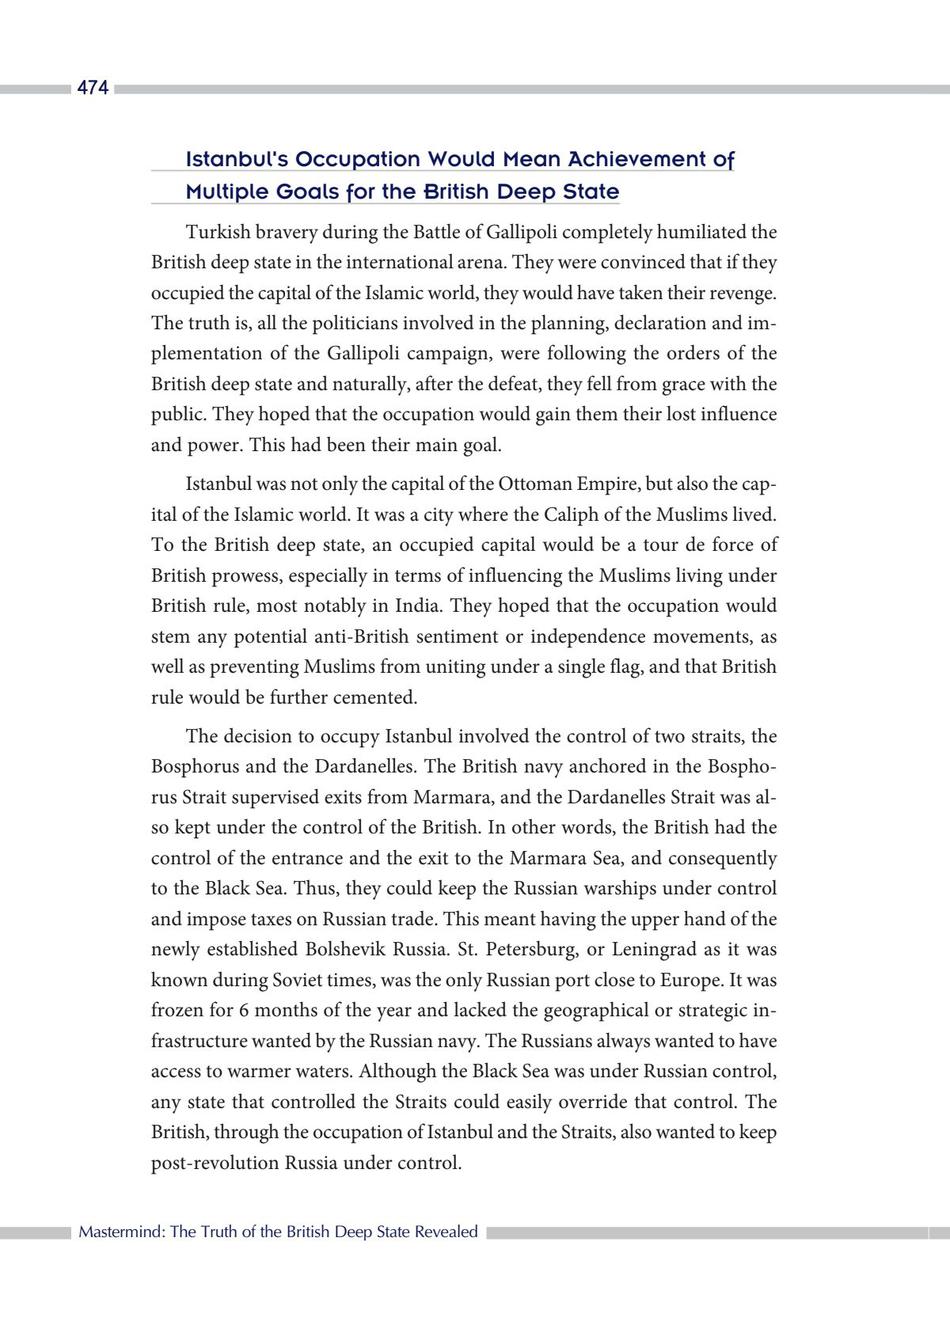 474
Istanbul's Occupation Would Mean Achievement of
Multiple Goals for the British Deep State
Turkish bravery during the Battle of Gallipoli completely humiliated the
British deep state in the international arena. They were convinced that if they
occupied the capital of the Islamic world, they would have taken their revenge.
The truth is, all the politicians involved in the planning, declaration and im-
plementation of the Gallipoli campaign, were following the orders of the
British deep state and naturally, after the defeat, they fell from grace with the
public. They hoped that the occupation would gain them their lost influence
and power. This had been their main goal.
Istanbul was not only the capital of the Ottoman Empire, but also the cap-
ital of the Islamic world. It was a city where the Caliph of the Muslims lived.
To the British deep state, an occupied capital would be a tour de force of
British prowess, especially in terms of influencing the Muslims living under
British rule, most notably in India. They hoped that the occupation would
stem any potential anti-British sentiment or independence movements, as
well as preventing Muslims from uniting under a single flag, and that British
rule would be further cemented.
The decision to occupy Istanbul involved the control of two straits, the
Bosphorus and the Dardanelles. The British navy anchored in the Bospho-
rus Strait supervised exits from Marmara, and the Dardanelles Strait was al-
so kept under the control of the British. In other words, the British had the
control of the entrance and the exit to the Marmara Sea, and consequently
to the Black Sea. Thus, they could keep the Russian warships under control
and impose taxes on Russian trade. This meant having the upper hand of the
newly established Bolshevik Russia. St. Petersburg, or Leningrad as it was
known during Soviet times, was the only Russian port close to Europe. It was
frozen for 6 months of the year and lacked the geographical or strategic in-
frastructure wanted by the Russian navy. The Russians always wanted to have
access to warmer waters. Although the Black Sea was under Russian control,
any state that controlled the Straits could easily override that control. The
British, through the occupation of Istanbul and the Straits, also wanted to keep
post-revolution Russia under control.
Mastermind: The Truth of the British Deep State Revealed